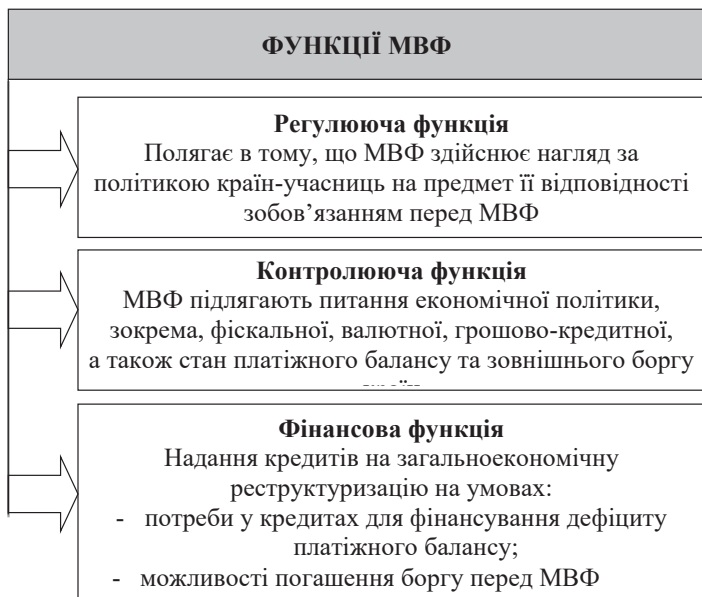 ФУНКЦІЇ МВФ
Регулююча функція
Полягає в тому, що МВФ здійснює нагляд за
політикою країн-учасниць на предмет її відповідності
зобов’язанням перед МВФ
Контролююча функція
МВФ підлягають питання економічної політики,
зокрема, фіскальної, валютної, грошово-кредитної,
а також стан платіжного балансу та зовнішнього боргу
Фінансова функція
Надання кредитів на загальноекономічну
реструктуризацію на умовах:
- потреби у кредитах для фінансування дефіциту
платіжного балансу;
- можливості погашення боргу перед МВФ